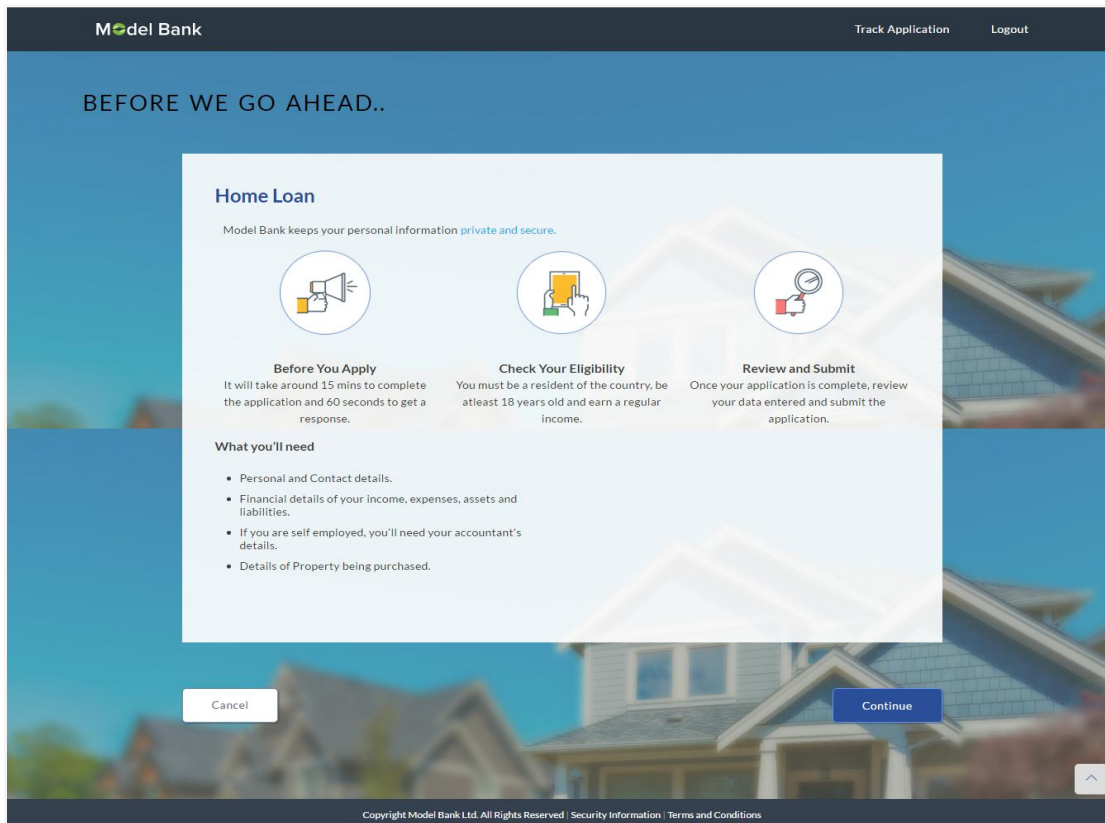 Model Bank
Track Application
Logout
BEFORE WE GO AHEAD..
Home Loan
Model Bank keeps your personal information private and secure.
Before You Apply
It will take around 15 mins to complete
the application and 60 seconds to get a
response.
Check Your Eligibility
You must be a resident of the country, be
atleast 18 years old and earn a regular
income.
Review and Submit
Once your application is complete, review
your data entered and submit the
application.
What you'll need
Personal and Contact details.
Financial details of your income, expenses, assets and
liabilities.
If you are self employed, you'll need your accountant's
details.
Details of Property being purchased.
Cancel
Continue
Copyright Model Bank Ltd. All Rights Reserved | Security Information | Terms and Conditions